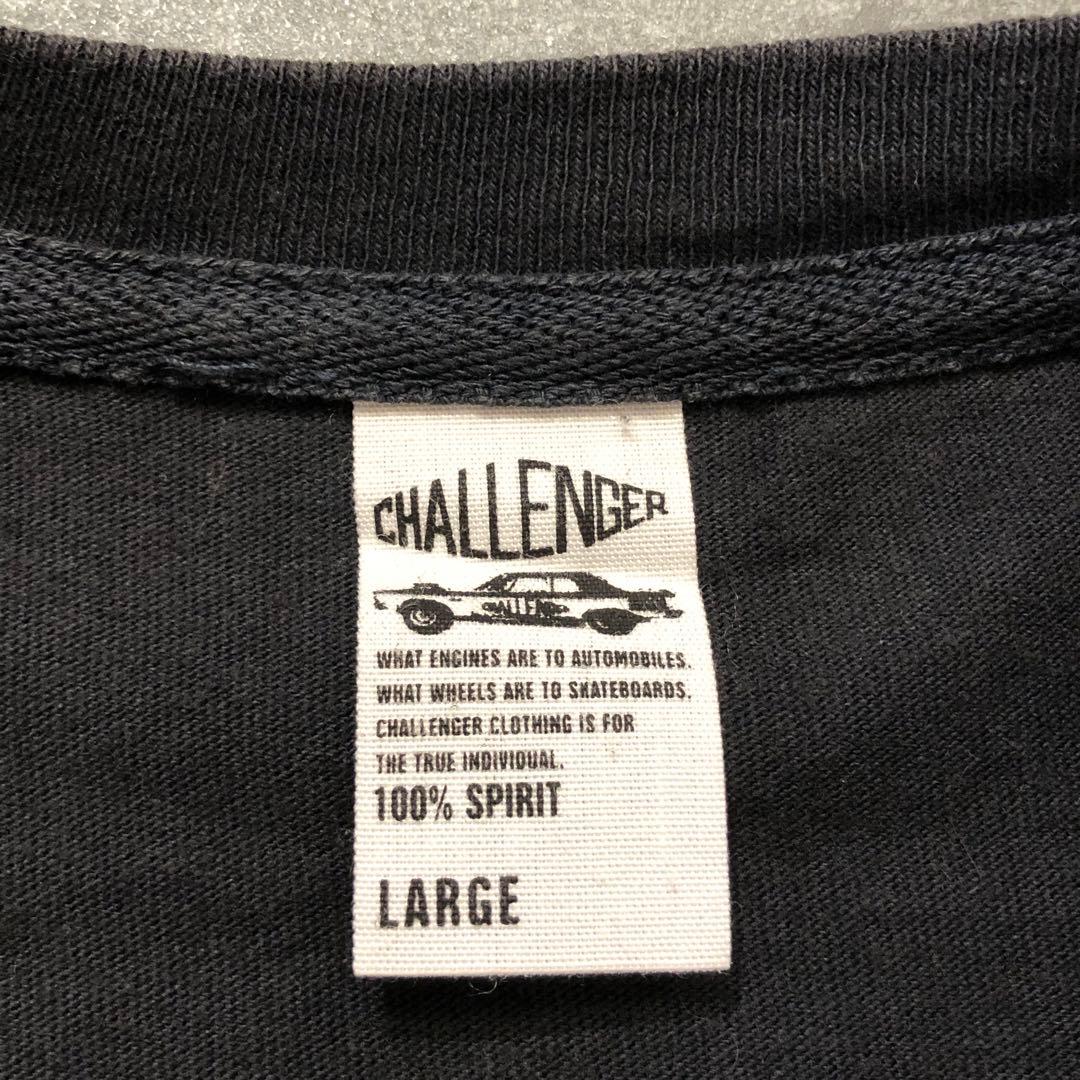 CHALLENGER
WHAT ENGINES ARE TO AUTOMOBILES.
WHAT WHEELS ARE TO SKATEBOARDS.
CHALLENGER CLOTHING IS FOR
THE TRUE INDIVIDUAL.
100% SPIRIT
LARGE